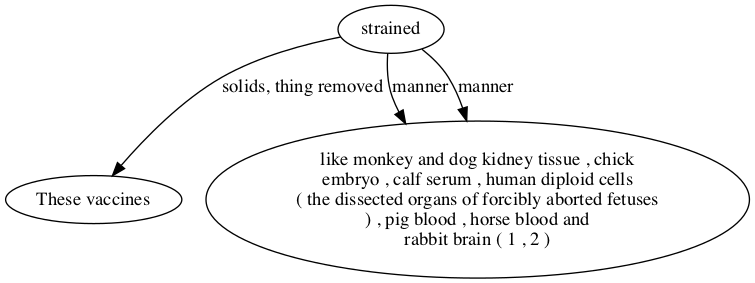 strained
solids, thing removed
manner
manner
These vaccines
like monkey and dog kidney tissue , chick
embryo , calf serum , human diploid cells
( the dissected organs of forcibly aborted fetuses
) , pig blood , horse blood and
rabbit brain ( 1 , 2 )